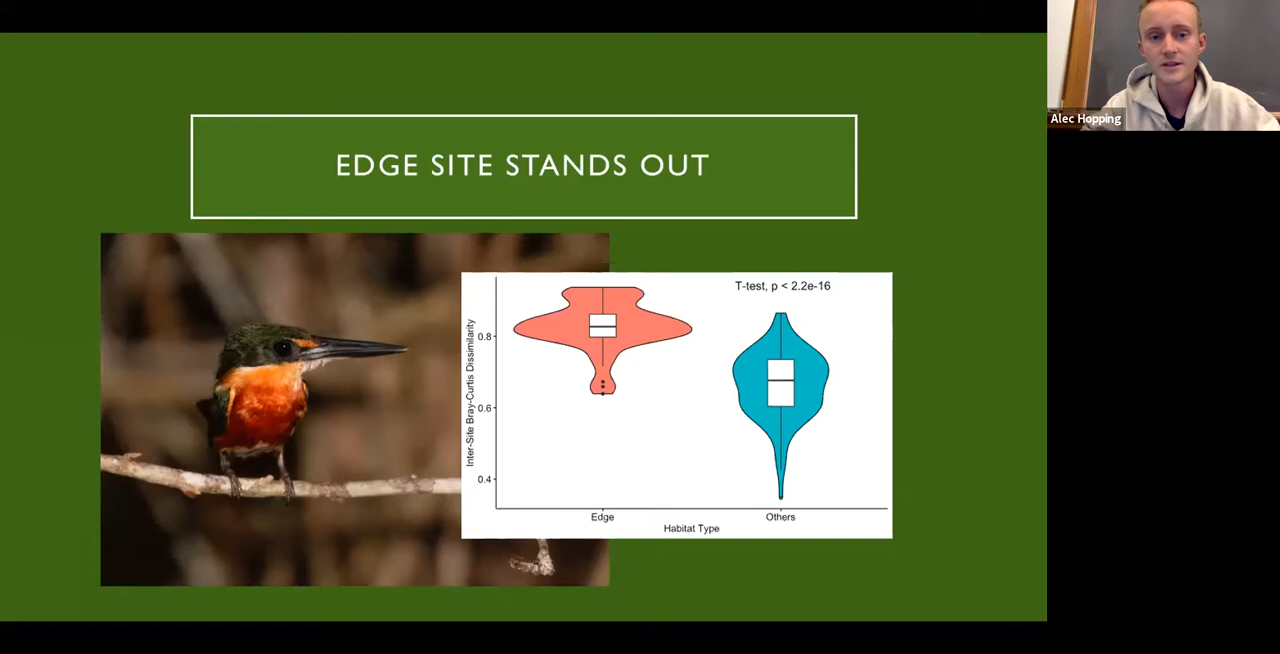 EDGE SITE STANDS OUT
Alec Hopping
T-test, p < 2.2e-16
Inter-Site Bray-Curtis Dissimilarity
0.8
0.6
0.4
Edge
Others
Habitat Type